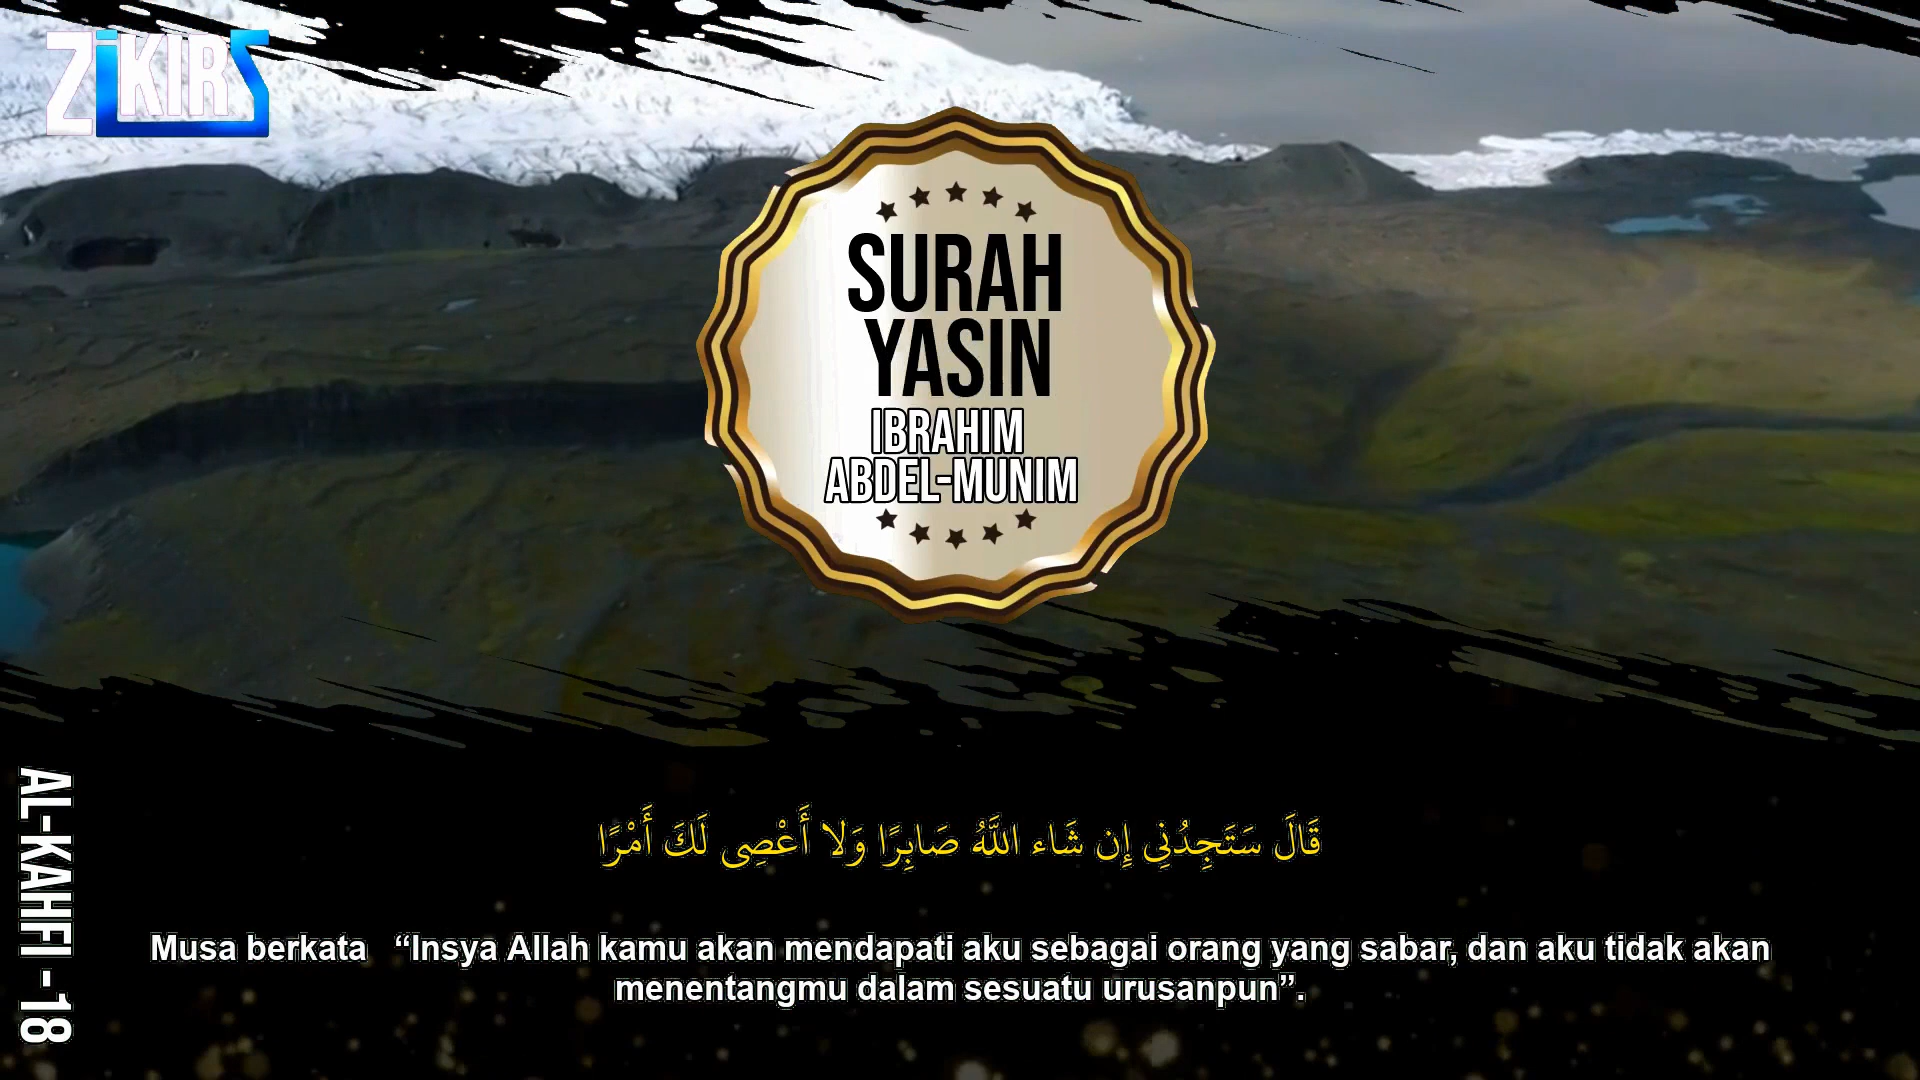 ZIKIRS
SURAH
YASIN
IBRAHIM
ABDEL-MUNIM
قَالَ سَتَجِدُنِى إِن شَاء اللَّهُ صَابِرًا وَلا أَعْصِى لَكَ أَمْرًا
Musa berkata “Insya Allah kamu akan mendapati aku sebagai orang yang sabar, dan aku tidak akan
menentangmu dalam sesuatu urusanpun”.
AL-KAHFI -18